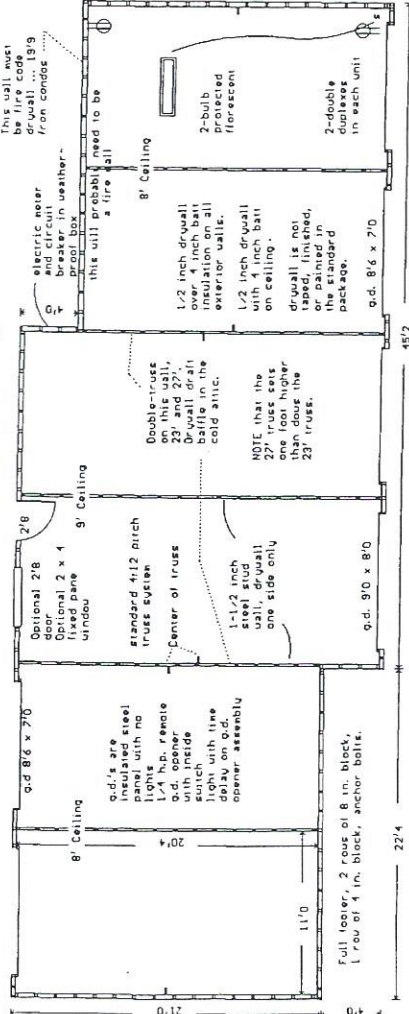 This wall must
be fire code
drywall ... 19'9
from condos
electric meter
and circuit
breaker in weather-
proof box
4'0
this will probably need to be
a fire wall
8' Ceiling
2-bulb
protected
florescent
2-double
duplexes
in each unit
s
1/2 inch drywall
over 4 inch batt
insulation on all
exterior walls.
1/2 inch drywall
with 4 inch batt
on ceiling.
drywall is not
taped, finished,
or painted in
the standard
package.
g.d. 8'6 x 7'0
45'2
Double-truss
on this wall,
23' and 27'.
Drywall draft
baffle in the
cold attic.
NOTE that the
27' truss sets
one foot higher
than dous the
23' truss.
9' Ceiling
2'8
Optional 2'8
door
Optional 2 x 4
fixed pane
window
standard 4:12 pitch
truss system
Center of truss
1-1/2 inch
steel stud
wall, drywall
one side only
g.d. 9'0 x 8'0
g.d 8'6 x 7'0
8' Ceiling
g.d.'s are
insulated steel
panel with no
lights
1/4 h.p. remote
g.d. opener
with inside
switch
light with time
delay on g.d.
opener assembly
20'4
11'0
21'0
4'0
Full footer, 2 rows of 8 in. block,
1 row of 4 in. block, anchor bolts.
22'4